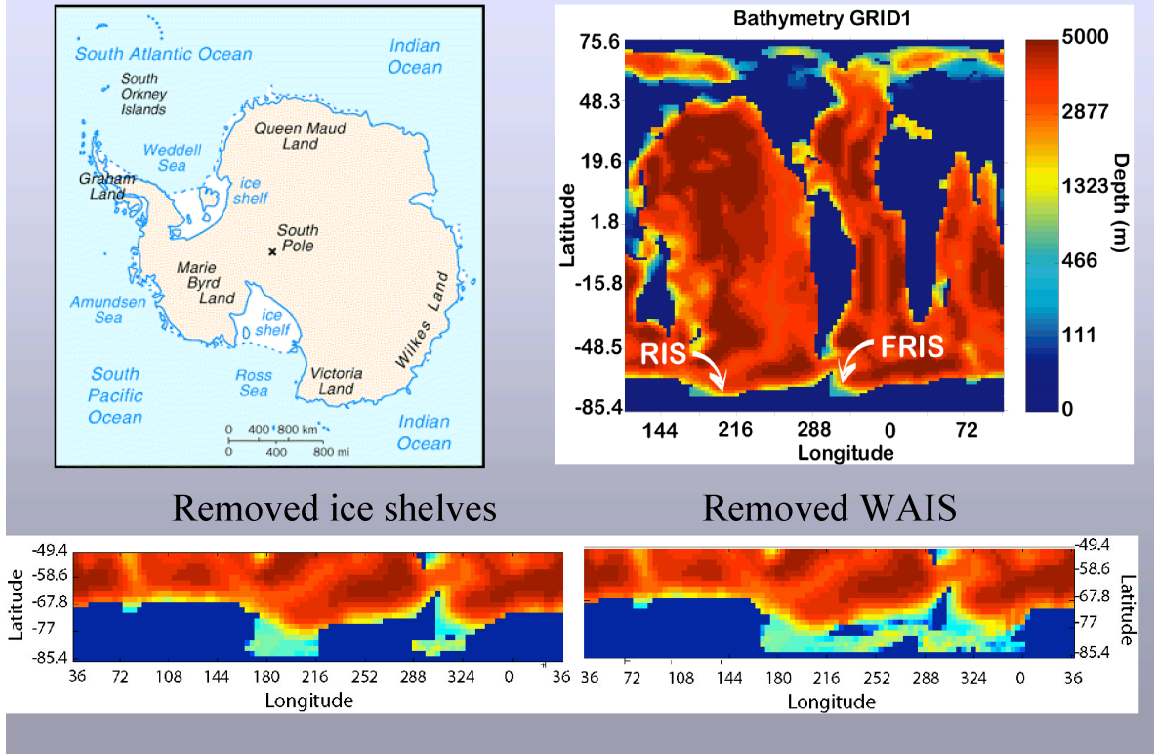 South Atlantic Ocean
Indian
Ocean
South
Orkney
Islands
Queen Maud
Land
Weddell
Sea
Graham
Land
ice
shelf
South
Pole
Marie
Byrd
Land
Amundsen
Sea
ice
shelf
Wilkes Land
South
Pacific
Ocean
Ross
Sea
Victoria
Land
0 400 800 km
0 400 800 mi
Indian
Ocean
Bathymetry GRID1
75.6
48.3
19.6
1.8
-15.8
-48.5
-85.4
Latitude
RIS
FRIS
144 216 288 0 72
Longitude
5000
2877
1323
466
111
0
Depth (m)
Removed ice shelves
Removed WAIS
-49.4
-58.6
-67.8
-77
-85.4
Latitude
36 72 108 144 180 216 252 288 324 0 36
Longitude
-49.4
-58.6
-67.8
-77
-85.4
Latitude
36 72 108 144 180 216 252 288 324 0 36
Longitude